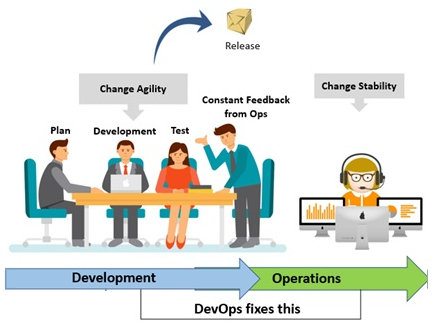 Release
Change Agility
Change Stability
Constant Feedback
from Ops
Plan
Development
Test
Development
Operations
DevOps fixes this